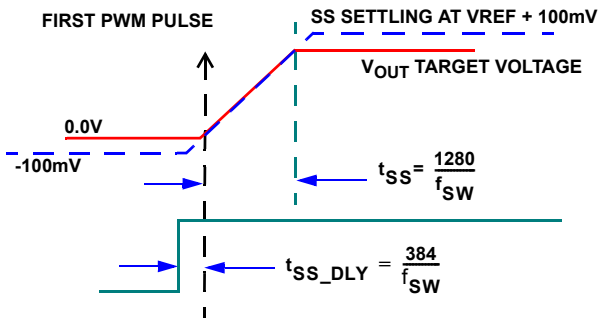 FIRST PWM PULSE
SS SETTLING AT VREF + 100mV
VOUT TARGET VOLTAGE
0.0V
-100mV
tSS= 1280/fSW
tSS_DLY = 384/fSW